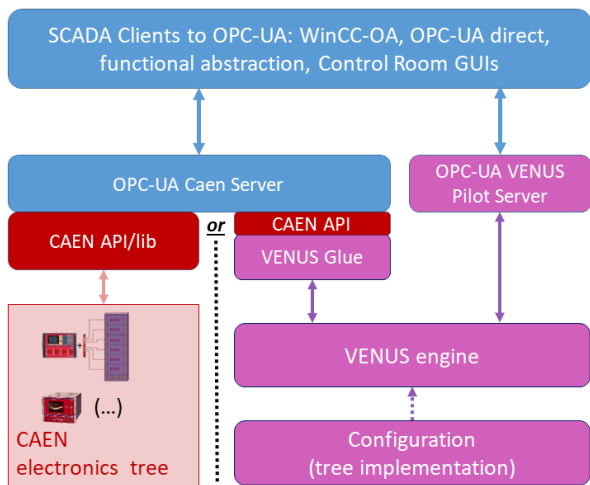 SCADA Clients to OPC-UA: WinCC-OA, OPC-UA direct,
functional abstraction, Control Room GUIs
OPC-UA Caen Server
OPC-UA VENUS
Pilot Server
CAEN API/lib
or
CAEN API
VENUS Glue
VENUS engine
(...)
CAEN
electronics tree
Configuration
(tree implementation)